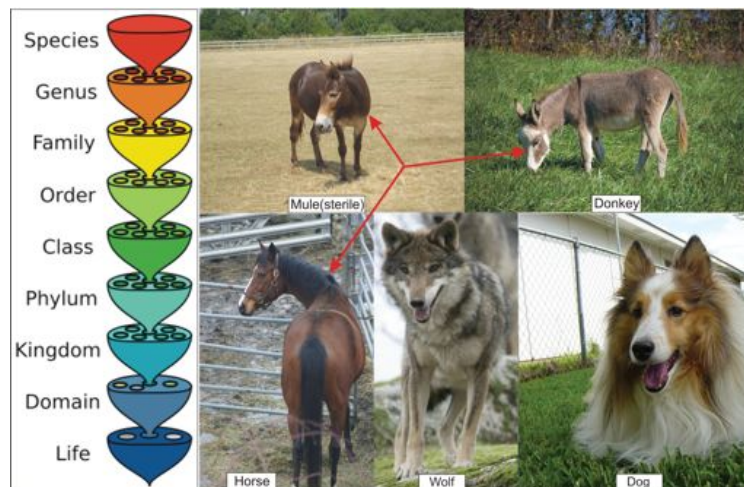 Species
Genus
Family
Order
Class
Phylum
Kingdom
Domain
Life
Mule(sterile)
Donkey
Horse
Wolf
Dog